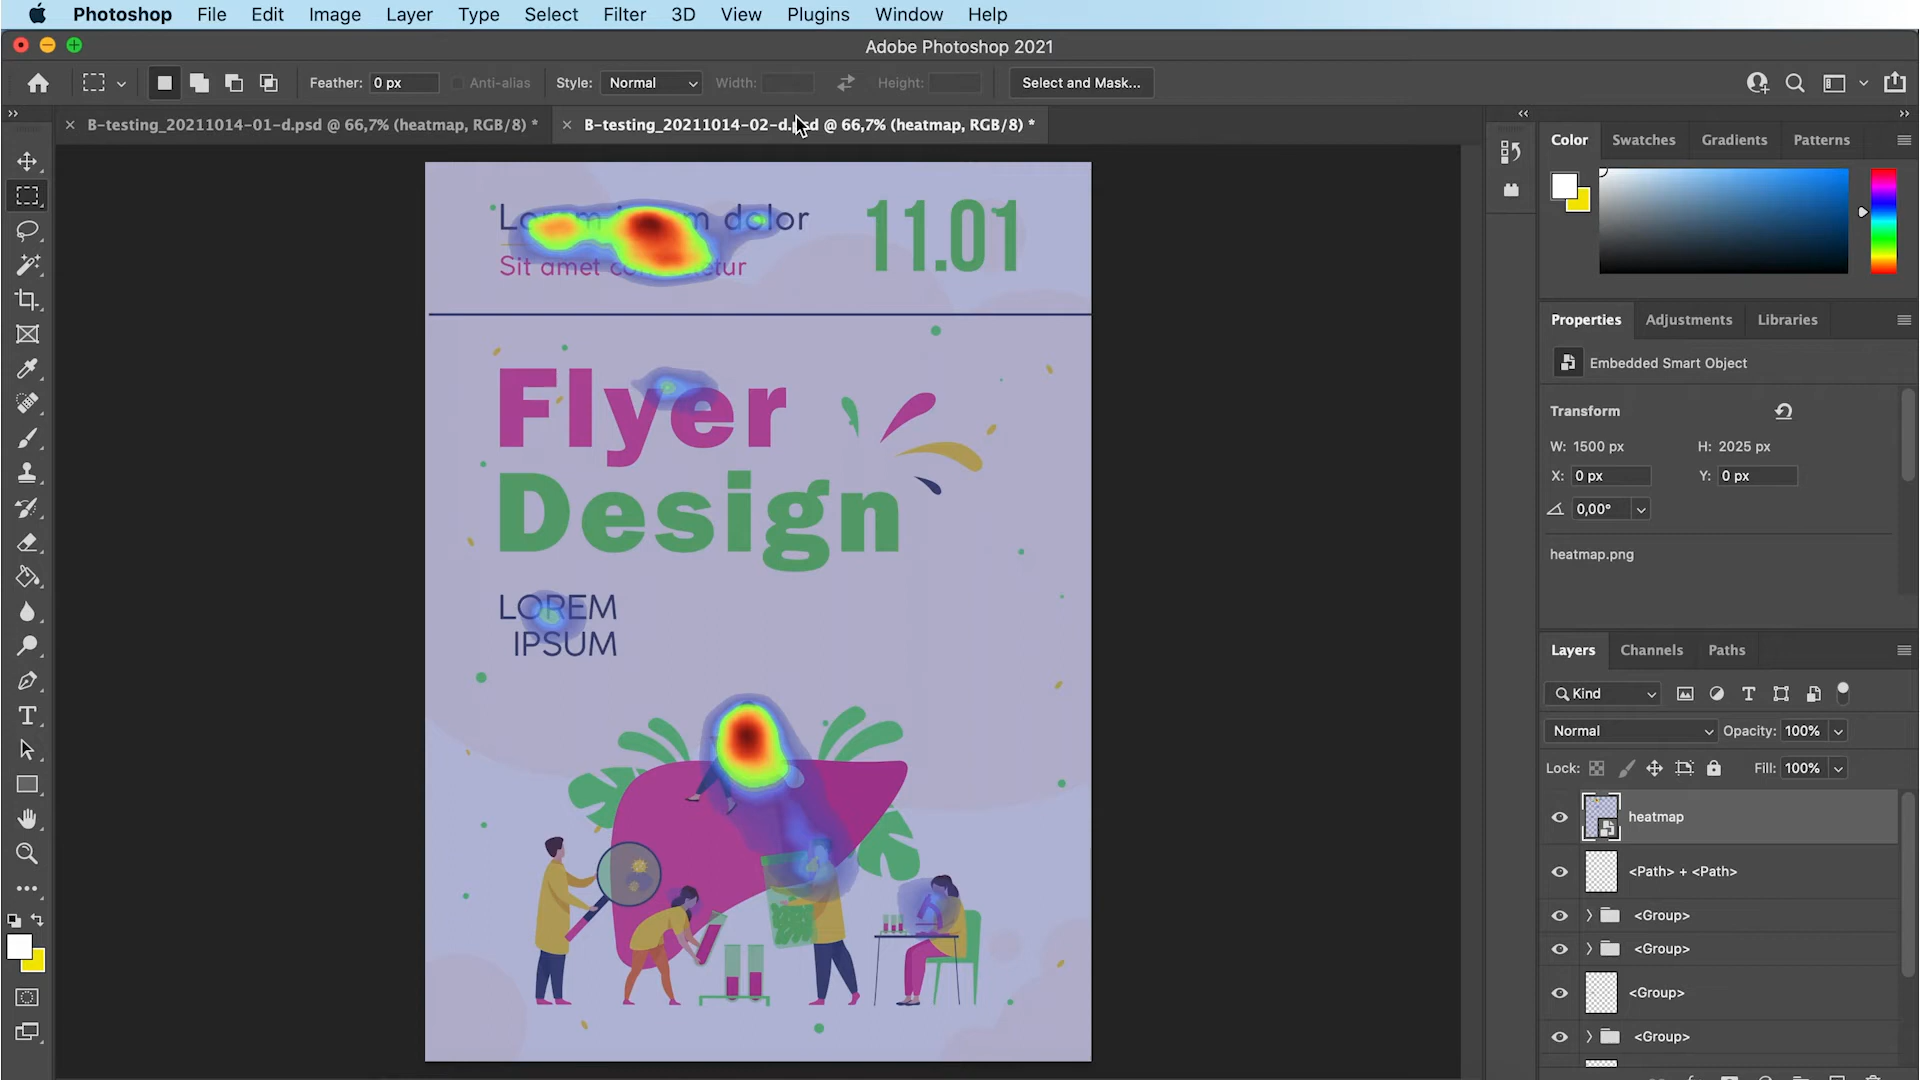 Photoshop File Edit Image Layer Type Select Filter 3D View Plugins Window Help
Adobe Photoshop 2021
Feather: 0 px Anti-alias Style: Normal Width: Height: Select and Mask...
B-testing_20211014-01-d.psd @ 66,7% (heatmap, RGB/8) * B-testing_20211014-02-d.psd @ 66,7% (heatmap, RGB/8) *
Lorem ipsum dolor
Sit amet consectetur
11.01
Flyer
Design
LOREM
IPSUM
Color Swatches Gradients Patterns
Properties Adjustments Libraries
Embedded Smart Object
Transform
W: 1500 px H: 2025 px
X: 0 px Y: 0 px
0,00°
heatmap.png
Layers Channels Paths
Kind
Normal Opacity: 100%
Lock: Fill: 100%
heatmap
<Path> + <Path>
<Group>
<Group>
<Group>
<Group>